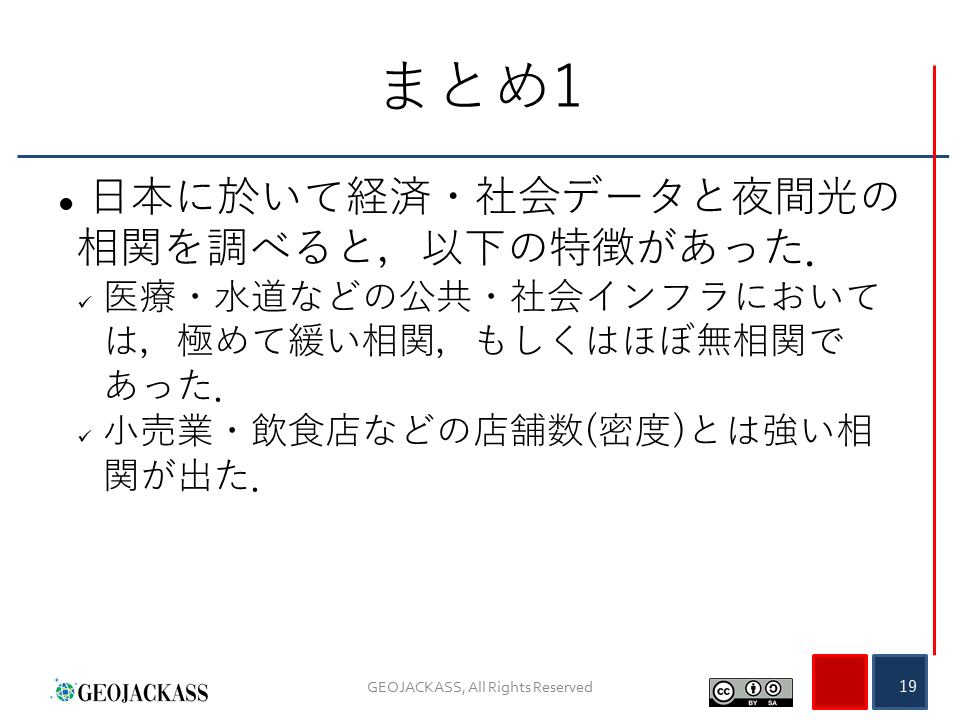 まとめ1
● 日本に於いて経済・社会データと夜間光の
相関を調べると，以下の特徴があった．
✓ 医療・水道などの公共・社会インフラにおいて
は，極めて緩い相関，もしくはほぼ無相関で
あった．
✓ 小売業・飲食店などの店舗数(密度)とは強い相
関が出た．
GEOJACKASS
GEOJACKASS, All Rights Reserved
cc BY SA
19